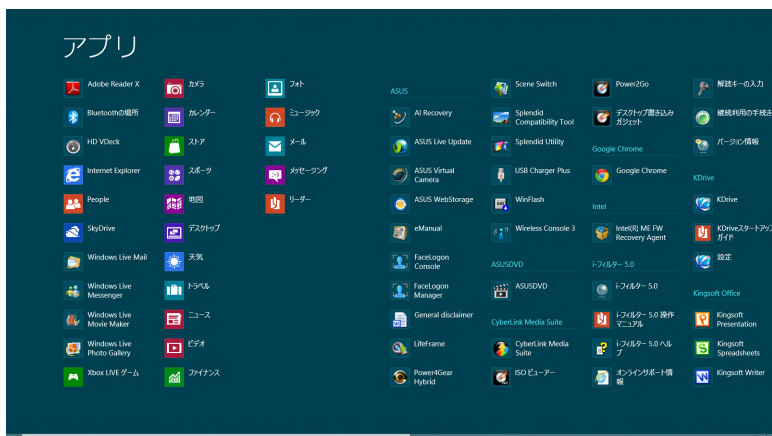 アプリ
Adobe Reader X
Bluetoothの場所
HD VDeck
Internet Explorer
People
SkyDrive
Windows Live Mail
Windows Live
Messenger
Windows Live
Movie Maker
Windows Live
Photo Gallery
Xbox LIVE ゲーム
カメラ
カレンダー
ストア
スポーツ
地図
デスクトップ
天気
トラベル
ニュース
ビデオ
ファイナンス
フォト
ミュージック
メール
メッセージング
リーダー
ASUS
AI Recovery
ASUS Live Update
ASUS Virtual
Camera
ASUS WebStorage
eManual
FaceLogon
Console
FaceLogon
Manager
General disclaimer
LifeFrame
Power4Gear
Hybrid
Scene Switch
Splendid
Compatibility Tool
Splendid Utility
USB Charger Plus
WinFlash
Wireless Console 3
ASUSDVD
ASUSDVD
CyberLink Media Suite
CyberLink Media
Suite
ISO ビューアー
Power2Go
デスクトップ書き込み
ガジェット
Google Chrome
Google Chrome
Intel
Intel(R) ME FW
Recovery Agent
i-フィルター 5.0
i-フィルター 5.0
i-フィルター 5.0 操作
マニュアル
i-フィルター 5.0 ヘル
プ
オンラインサポート情
報
解読キーの入力
継続利用の手続き
バージョン情報
KDrive
KDrive
KDriveスタートアップ
ガイド
設定
Kingsoft Office
Kingsoft
Presentation
Kingsoft
Spreadsheets
Kingsoft Writer